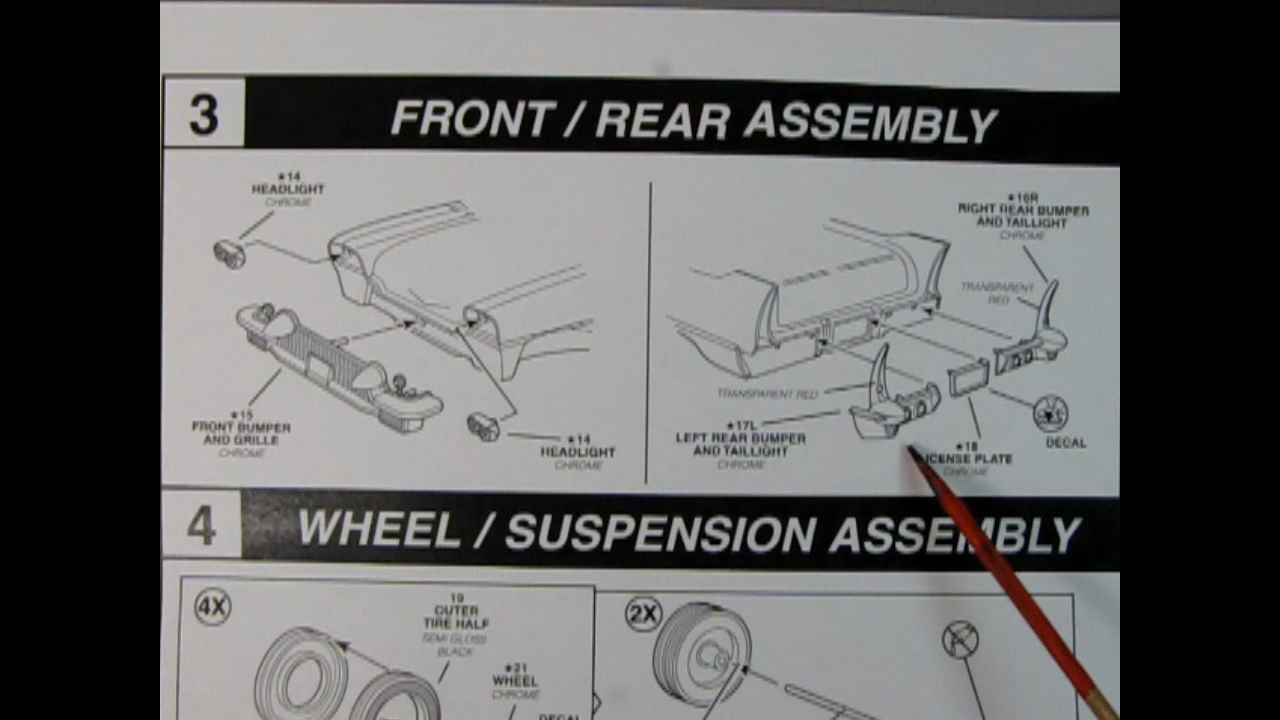 3
FRONT / REAR ASSEMBLY
★14
HEADLIGHT
CHROME
★15
FRONT BUMPER
AND GRILLE
CHROME
★14
HEADLIGHT
CHROME
★16R
RIGHT REAR BUMPER
AND TAILLIGHT
CHROME
TRANSPARENT
RED
TRANSPARENT RED
★17L
LEFT REAR BUMPER
AND TAILLIGHT
CHROME
★18
LICENSE PLATE
CHROME
DECAL
4
WHEEL / SUSPENSION ASSEMBLY
4X
19
OUTER
TIRE HALF
SEMI GLOSS
BLACK
★21
WHEEL
CHROME
DECAL
2X